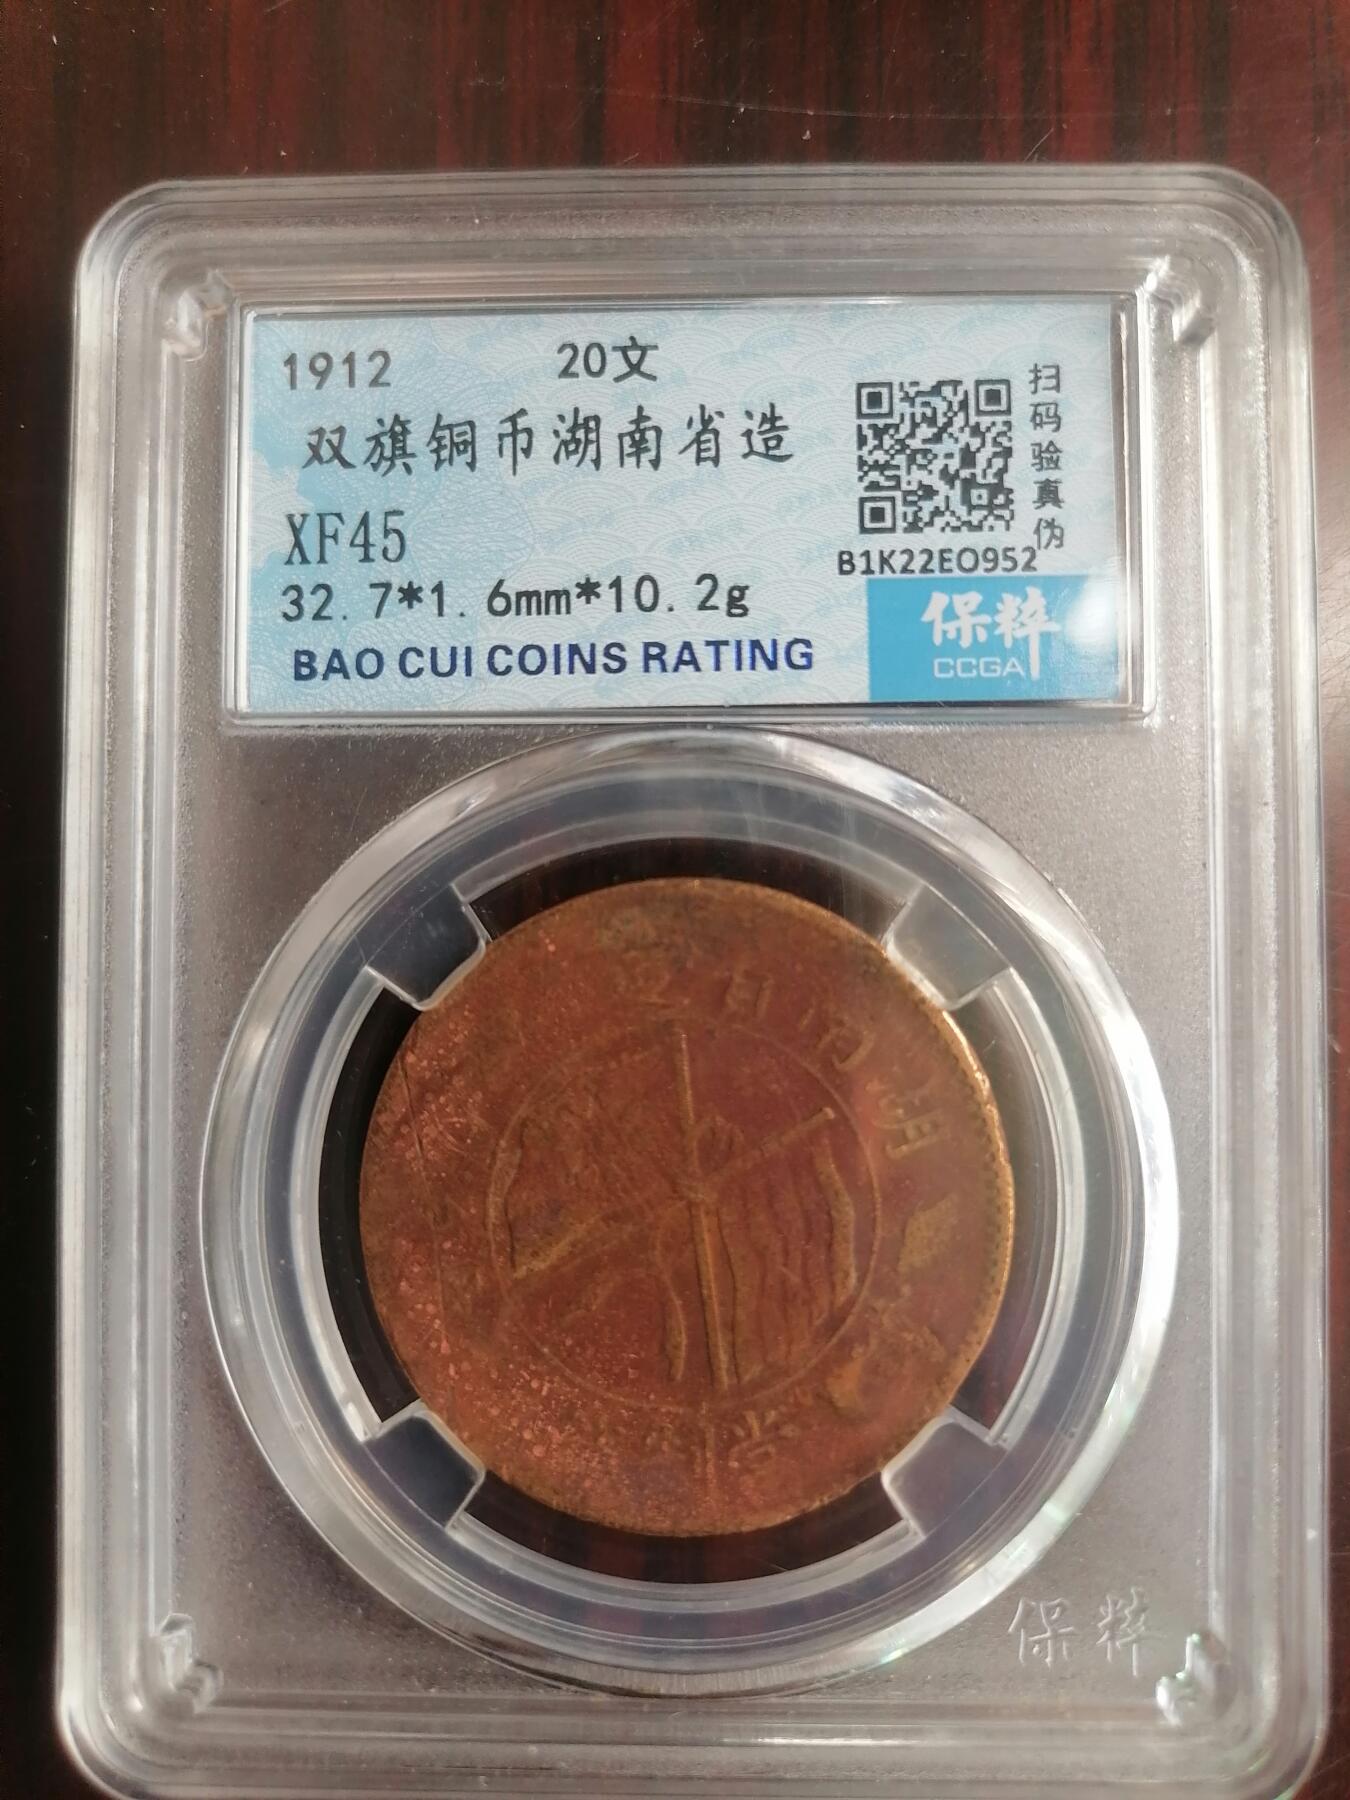 1912 20文
双旗铜币湖南省造
XF45
32.7*1.6mm*10.2g
BAO CUI COINS RATING
扫码验真伪
B1K22EO952
保粹
CCGA
保粹